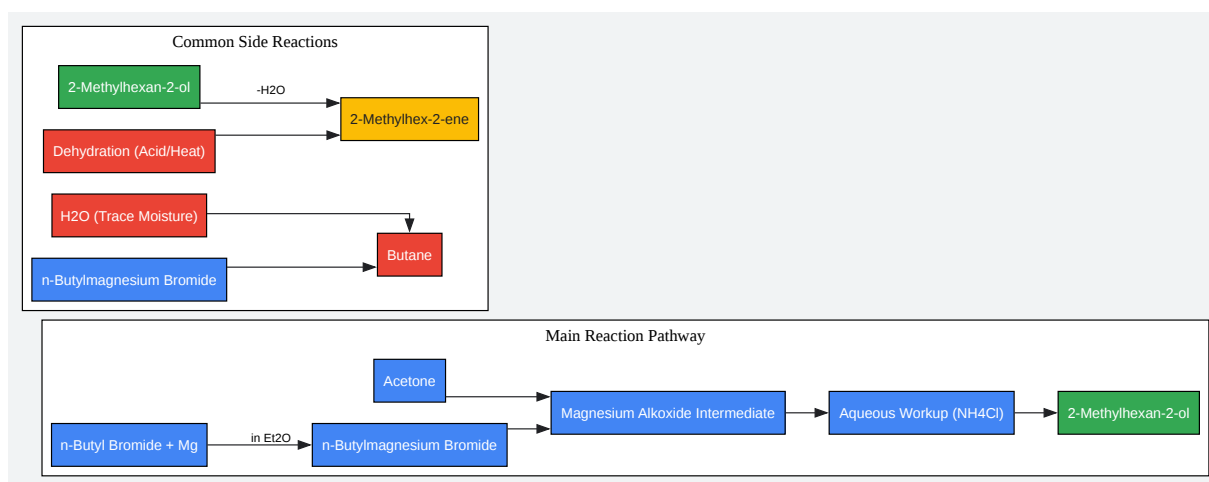 Common Side Reactions
2-Methylhexan-2-ol
-H2O
2-Methylhex-2-ene
Dehydration (Acid/Heat)
H2O (Trace Moisture)
Butane
n-Butylmagnesium Bromide
Main Reaction Pathway
Acetone
Magnesium Alkoxide Intermediate
Aqueous Workup (NH4Cl)
2-Methylhexan-2-ol
n-Butyl Bromide + Mg
in Et2O
n-Butylmagnesium Bromide